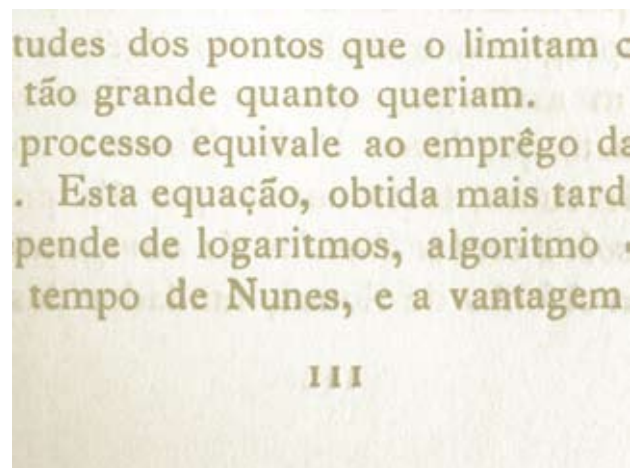 tudes dos pontos que o limitam
tão grande quanto queriam.
processo equivale ao emprêgo da
. Esta equação, obtida mais tard
pende de logaritmos, algoritmo
tempo de Nunes, e a vantagem
III